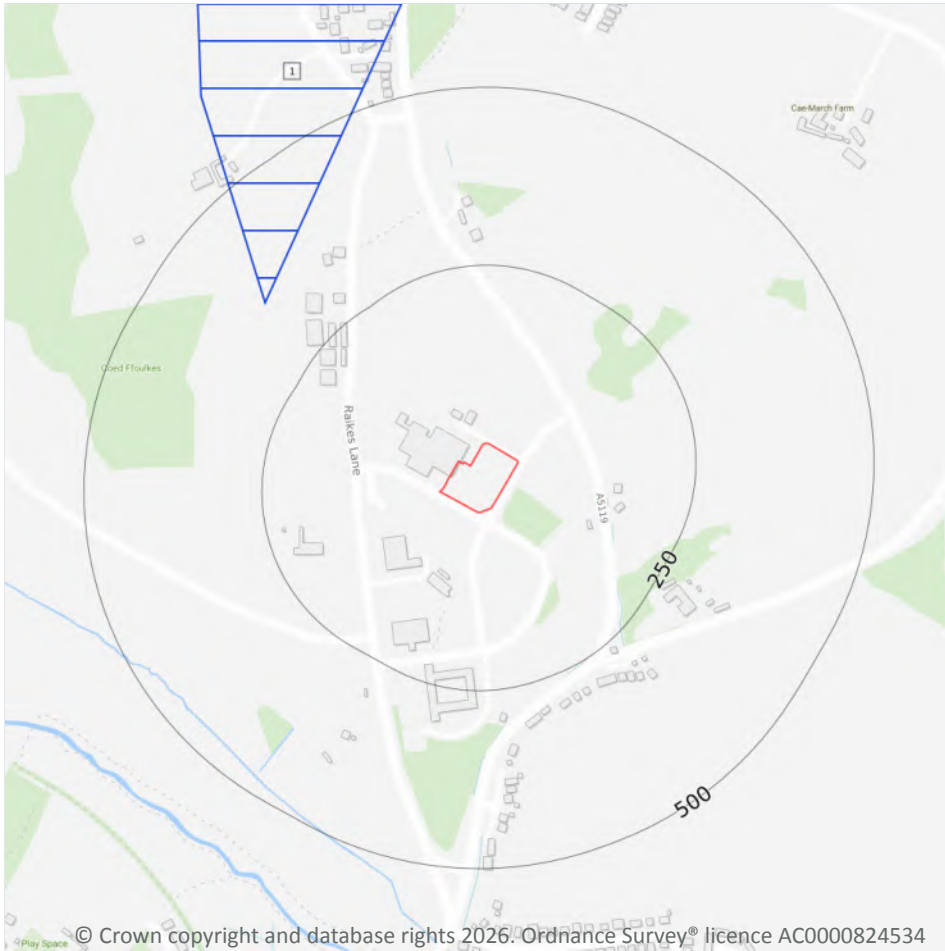 1
Cae-March Farm
Coed Ffoulkes
Raikes Lane
A5119
250
500
Play Space
© Crown copyright and database rights 2026. Ordnance Survey® licence AC0000824534